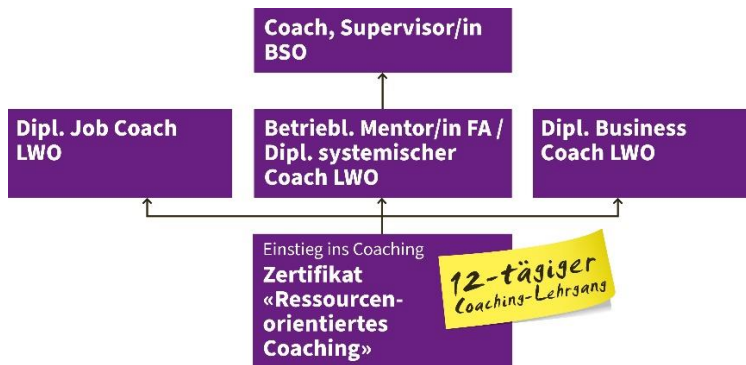 Coach, Supervisor/in
BSO
Dipl. Job Coach
LWO
Betriebl. Mentor/in FA /
Dipl. systemischer
Coach LWO
Dipl. Business
Coach LWO
Einstieg ins Coaching
Zertifikat
«Ressourcen-
orientiertes
Coaching»
12-tägiger
Coaching-Lehrgang